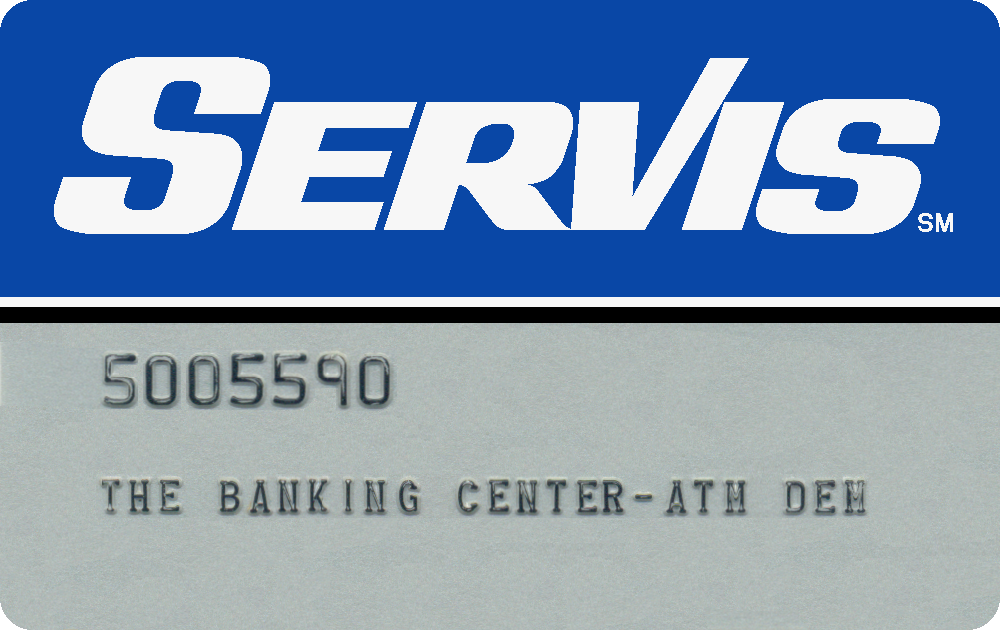 SERVIS SM
5005590
THE BANKING CENTER-ATM DEM